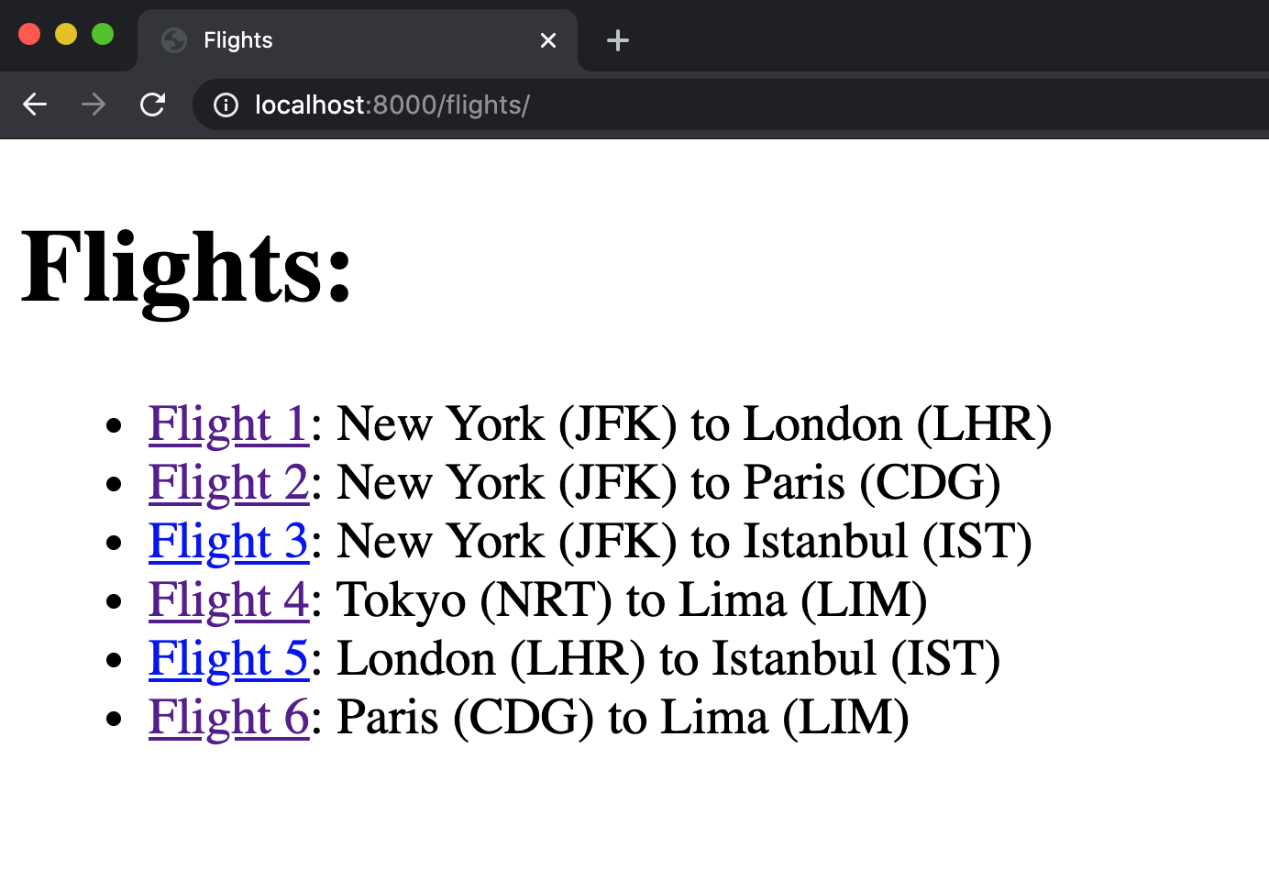 Flights
localhost:8000/flights/
Flights:
Flight 1: New York (JFK) to London (LHR)
Flight 2: New York (JFK) to Paris (CDG)
Flight 3: New York (JFK) to Istanbul (IST)
Flight 4: Tokyo (NRT) to Lima (LIM)
Flight 5: London (LHR) to Istanbul (IST)
Flight 6: Paris (CDG) to Lima (LIM)